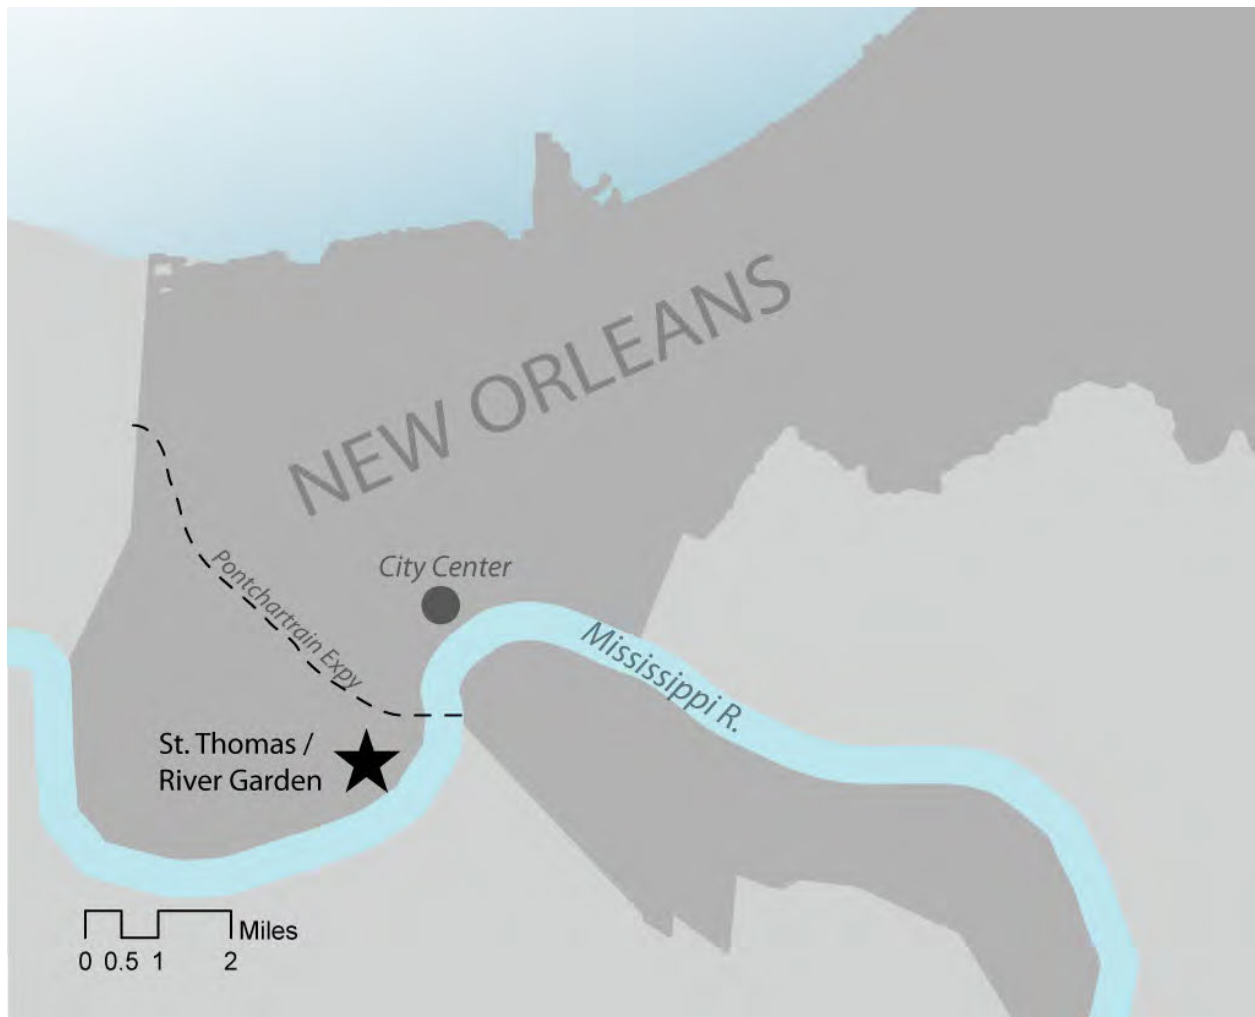 NEW ORLEANS
City Center
Pontchartrain Expy
Mississippi R.
St. Thomas /
River Garden
Miles
0 0.5 1 2